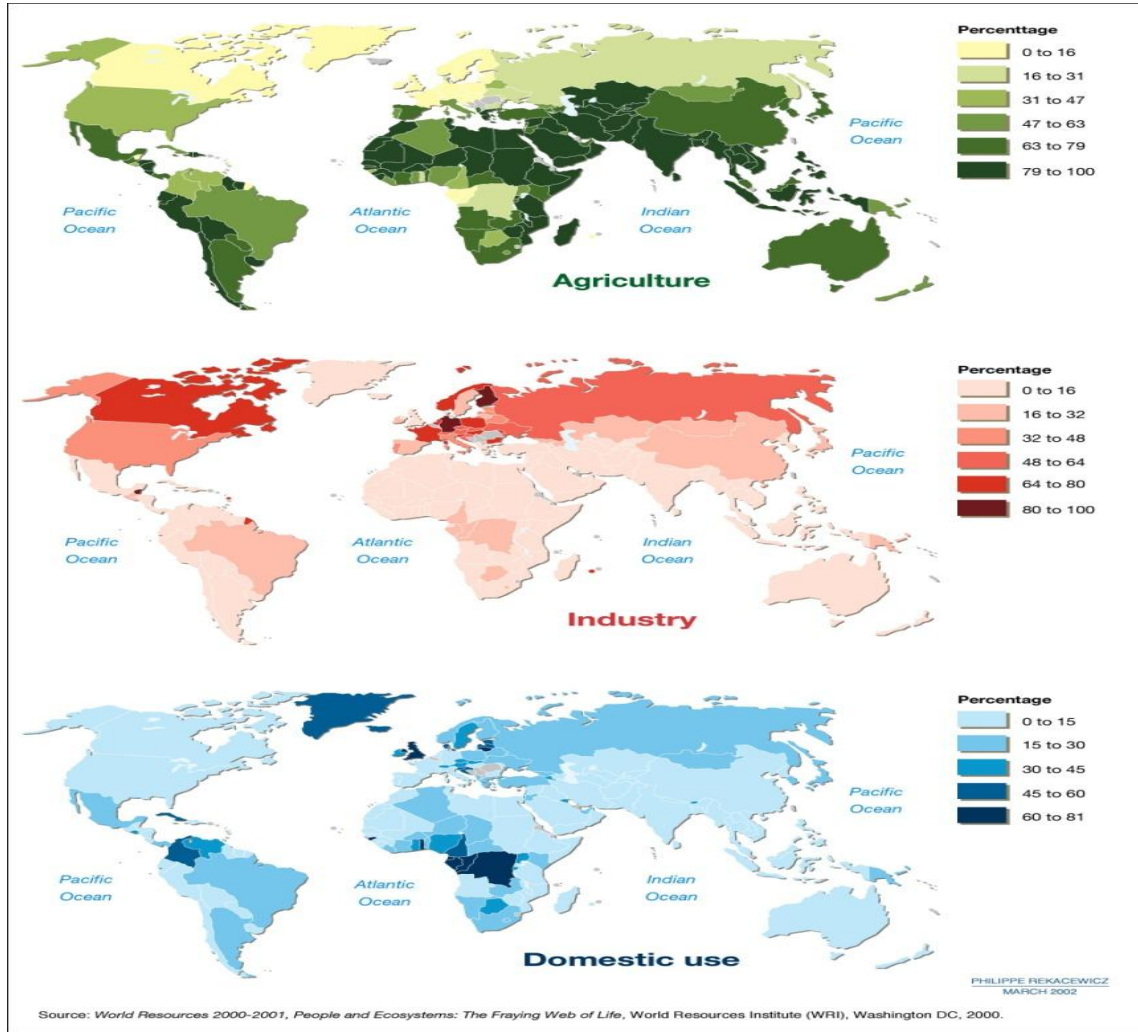 Percenttage
0 to 16
16 to 31
31 to 47
47 to 63
63 to 79
79 to 100
Pacific
Ocean
Pacific
Ocean
Atlantic
Ocean
Indian
Ocean
Agriculture
Percentage
0 to 16
16 to 32
32 to 48
48 to 64
64 to 80
80 to 100
Pacific
Ocean
Pacific
Ocean
Atlantic
Ocean
Indian
Ocean
Industry
Percentage
0 to 15
15 to 30
30 to 45
45 to 60
60 to 81
Pacific
Ocean
Pacific
Ocean
Atlantic
Ocean
Indian
Ocean
Domestic use
PHILIPPE REKACEWICZ
MARCH 2002
Source: World Resources 2000-2001, People and Ecosystems: The Fraying Web of Life, World Resources Institute (WRI), Washington DC, 2000.